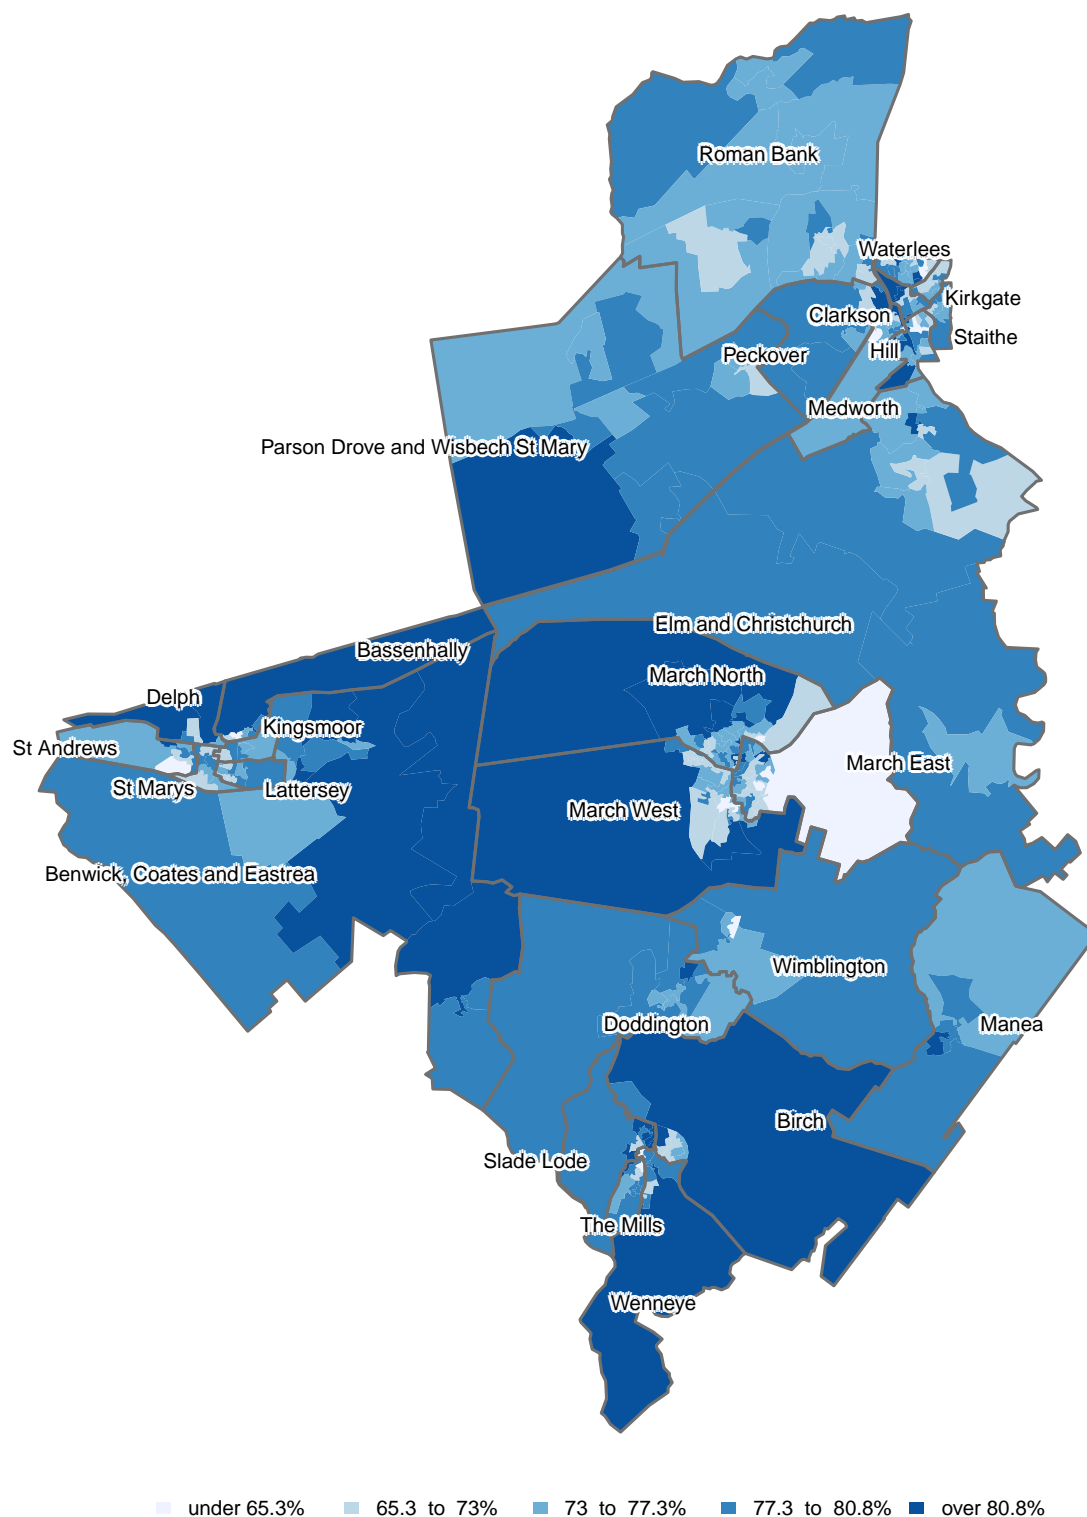 Roman Bank
Waterlees
Kirkgate
Clarkson
Staithe
Hill
Peckover
Medworth
Parson Drove and Wisbech St Mary
Elm and Christchurch
Bassenhally
March North
Delph
Kingsmoor
St Andrews
March East
St Marys
Lattersey
March West
Benwick, Coates and Eastrea
Wimblington
Doddington
Manea
Birch
Slade Lode
The Mills
Wenneye
under 65.3% 65.3 to 73% 73 to 77.3% 77.3 to 80.8% over 80.8%